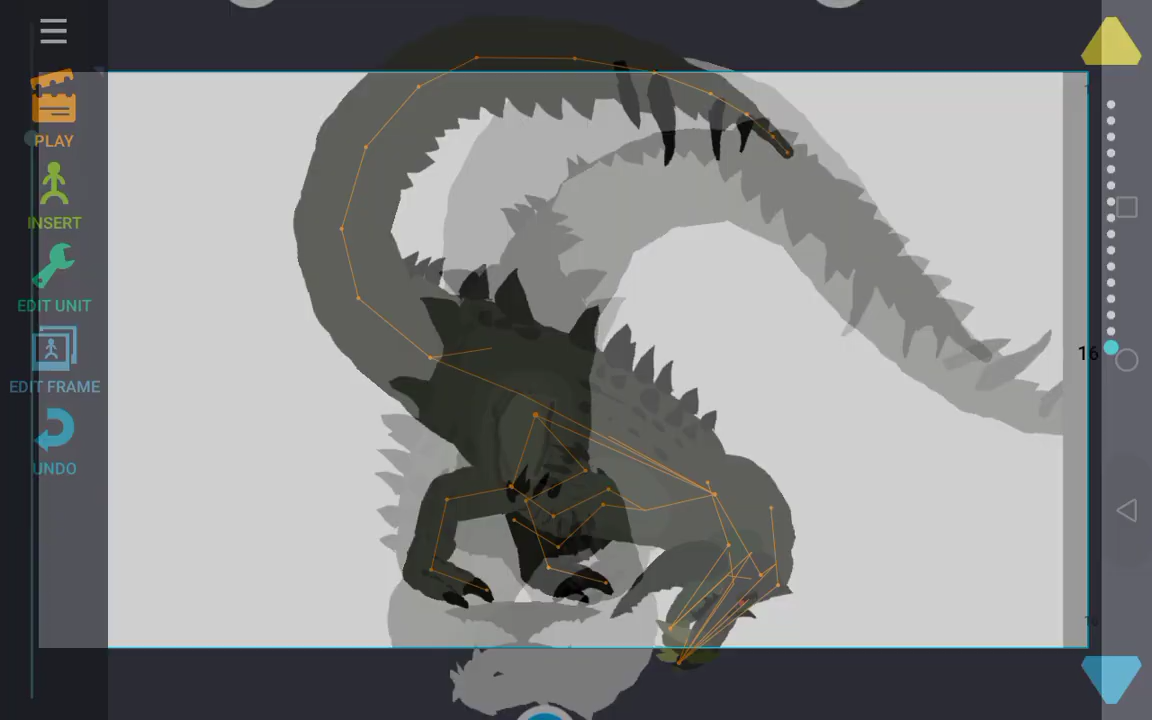 PLAY
INSERT
EDIT UNIT
16
EDIT FRAME
UNDO